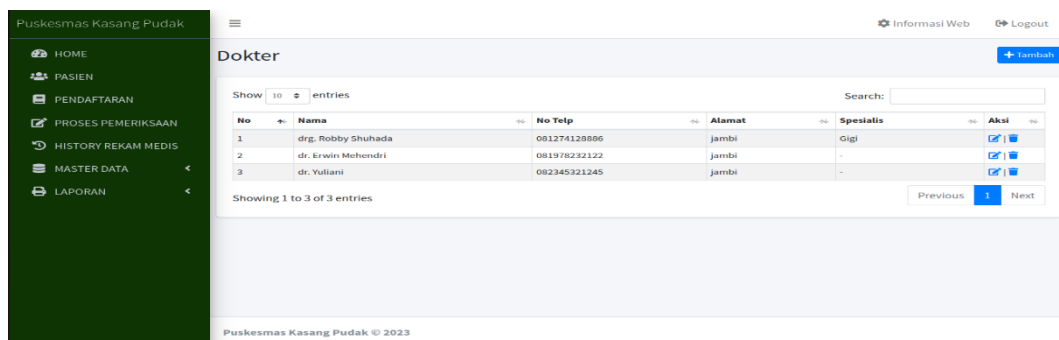 Puskesmas Kasang Pudak
Informasi Web Logout
HOME
PASIEN
PENDAFTARAN
PROSES PEMERIKSAAN
HISTORY REKAM MEDIS
MASTER DATA
LAPORAN
Dokter
Tambah
Show 10 entries
Search:
No Nama No Telp Alamat Spesialis Aksi
1 drg. Robby Shuhada 081274128886 jambi Gigi |
2 dr. Erwin Mehendri 081978232122 jambi - |
3 dr. Yuliani 082345321245 jambi - |
Showing 1 to 3 of 3 entries
Previous 1 Next
Puskesmas Kasang Pudak © 2023